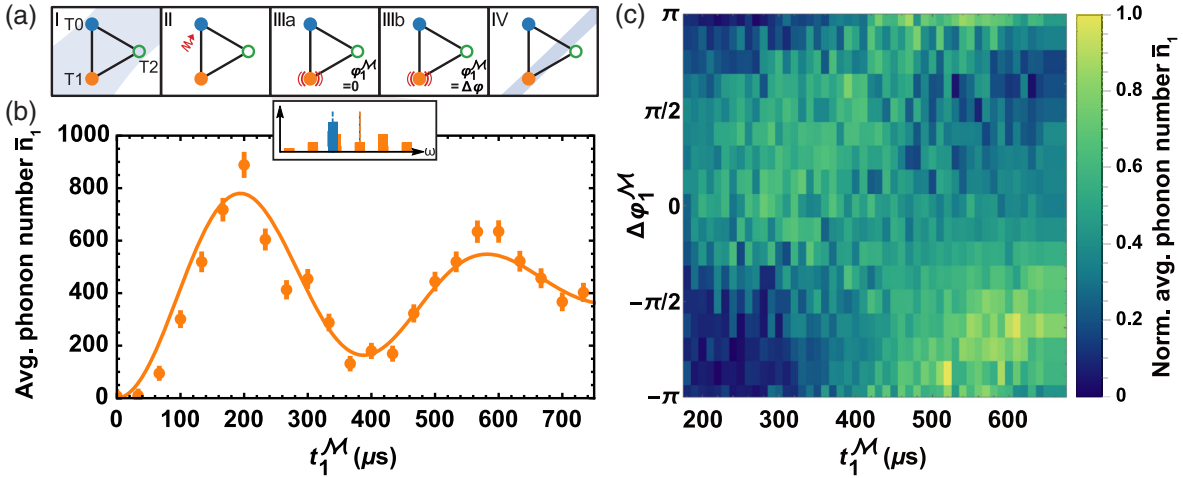 (a)
I
T0
T1
T2
II
IIIa
φ₁ᴹ
=0
IIIb
φ₁ᴹ
=Δφ
IV
(b)
Avg. phonon number n̄₁
1000
800
600
400
200
0
ω
0 100 200 300 400 500 600 700
t₁ᴹ (μs)
(c)
Δφ₁ᴹ
π
π/2
0
−π/2
−π
200 300 400 500 600
t₁ᴹ (μs)
1.0
0.8
0.6
0.4
0.2
0
Norm. avg. phonon number n̄₁